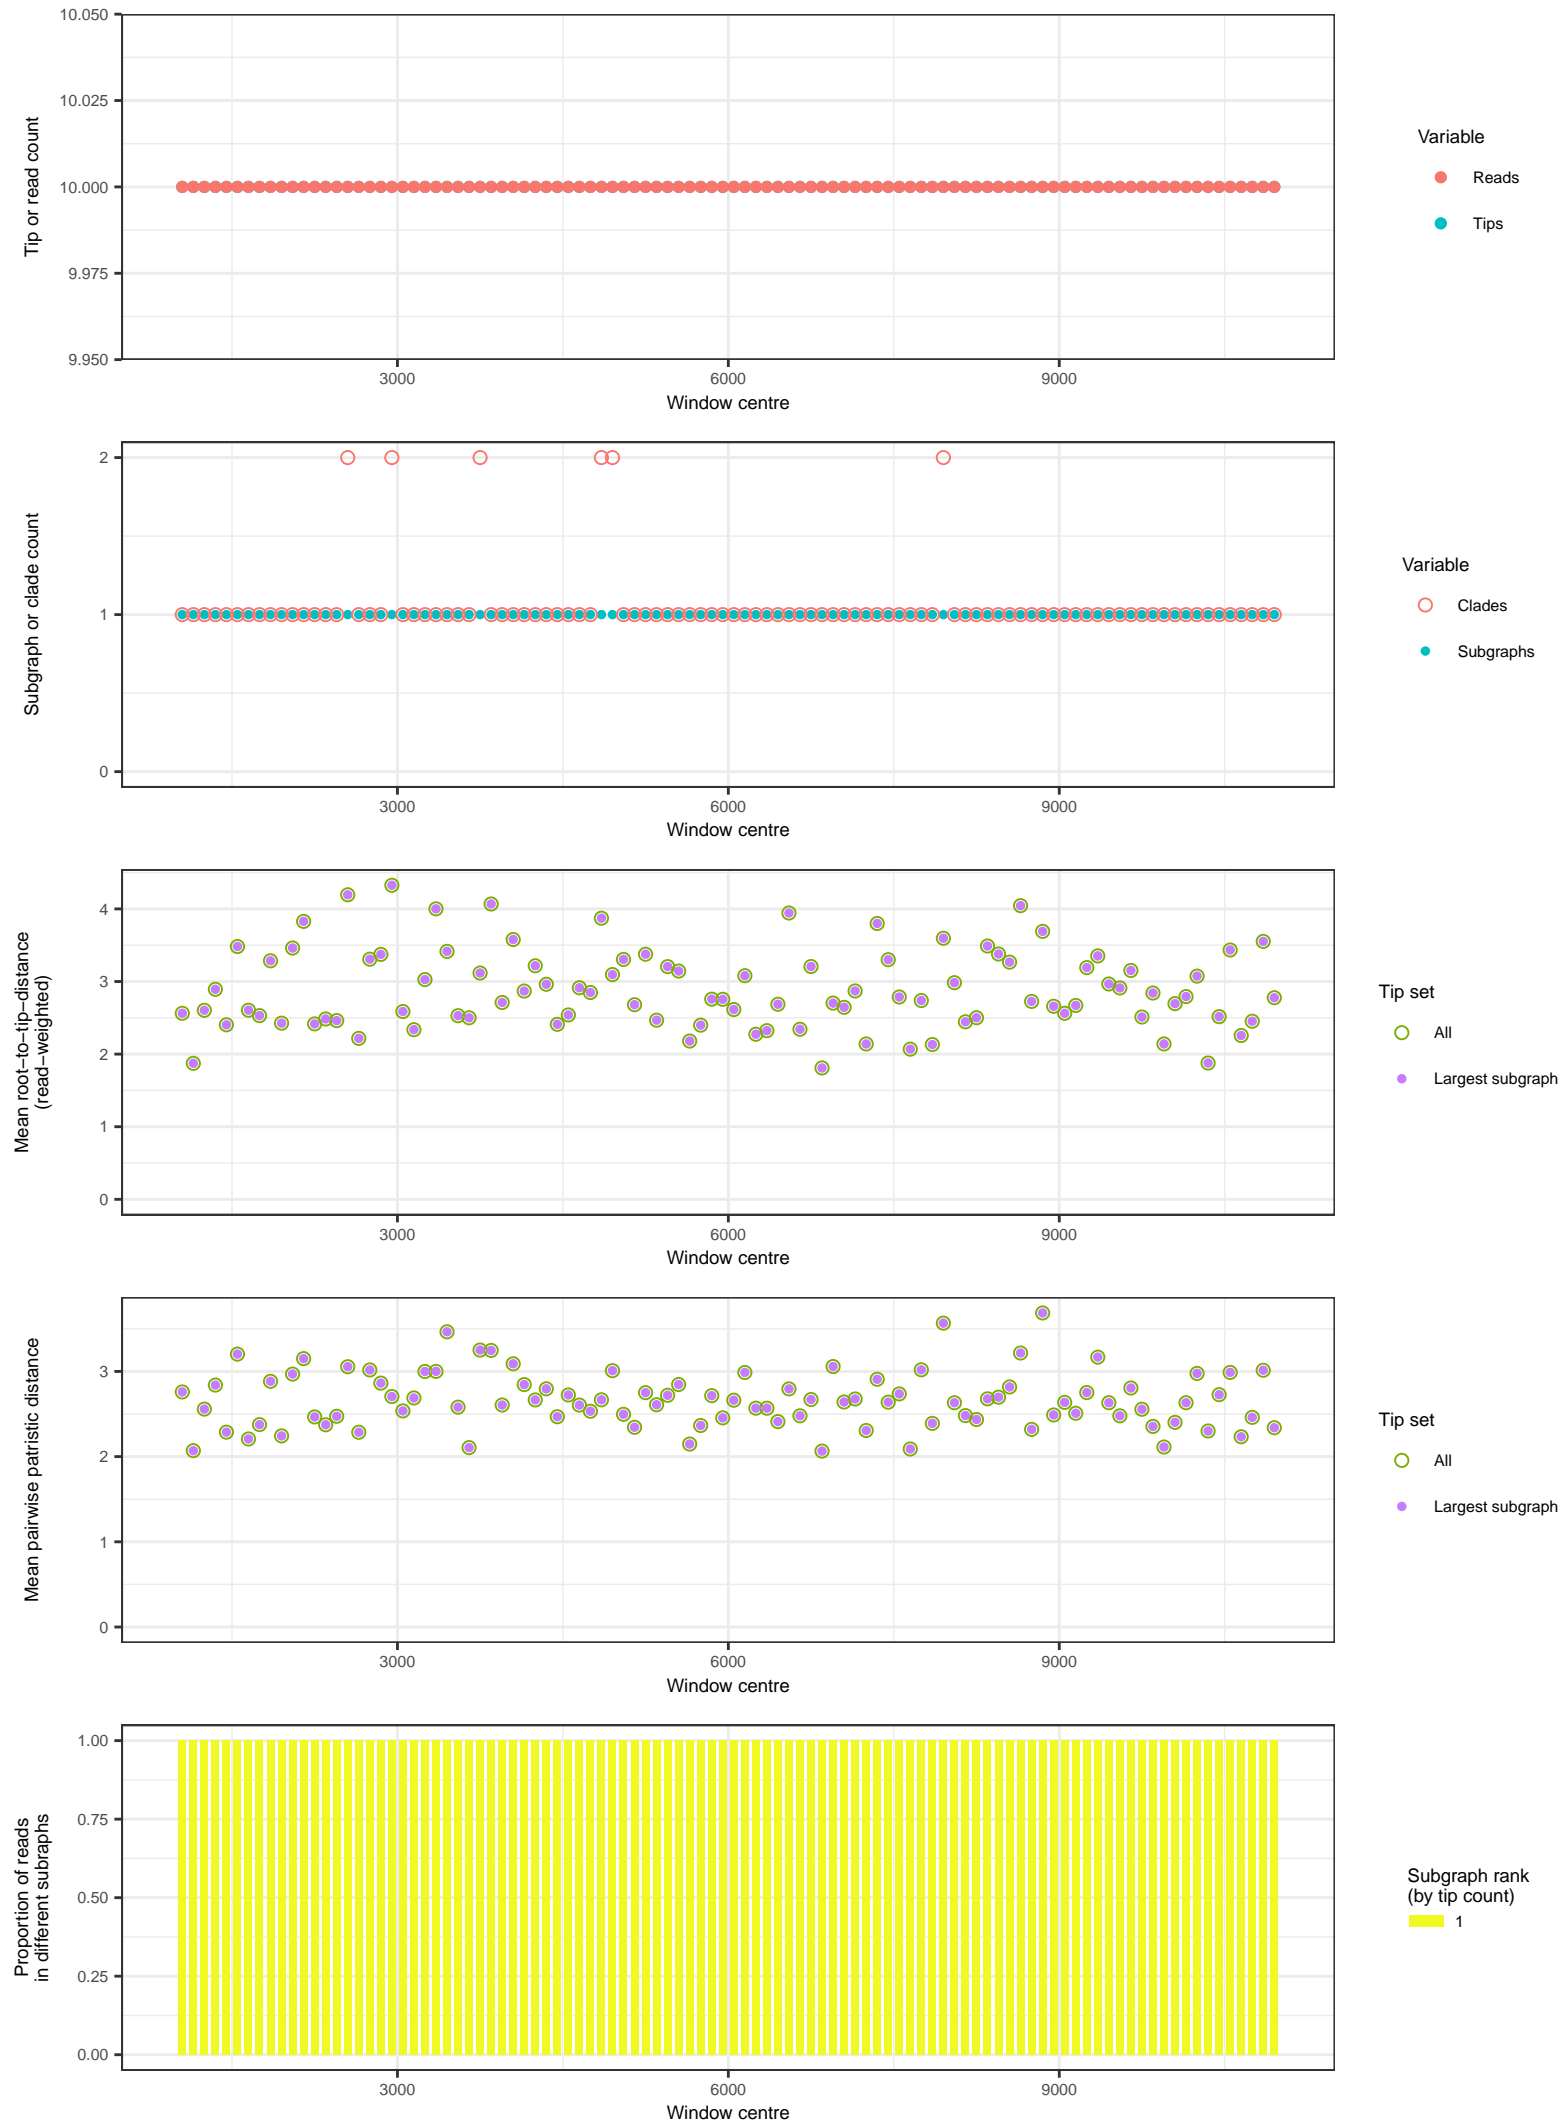 10.050
10.025
10.000
9.975
9.950
Tip or read count
3000
6000
9000
Window centre
Variable
Reads
Tips
2
1
0
Subgraph or clade count
3000
6000
9000
Window centre
Variable
Clades
Subgraphs
4
3
2
1
0
Mean root−to−tip−distance
(read−weighted)
3000
6000
9000
Window centre
Tip set
All
Largest subgraph
3
2
1
0
Mean pairwise patristic distance
3000
6000
9000
Window centre
Tip set
All
Largest subgraph
1.00
0.75
0.50
0.25
0.00
Proportion of reads
in different subraphs
3000
6000
9000
Window centre
Subgraph rank
(by tip count)
1